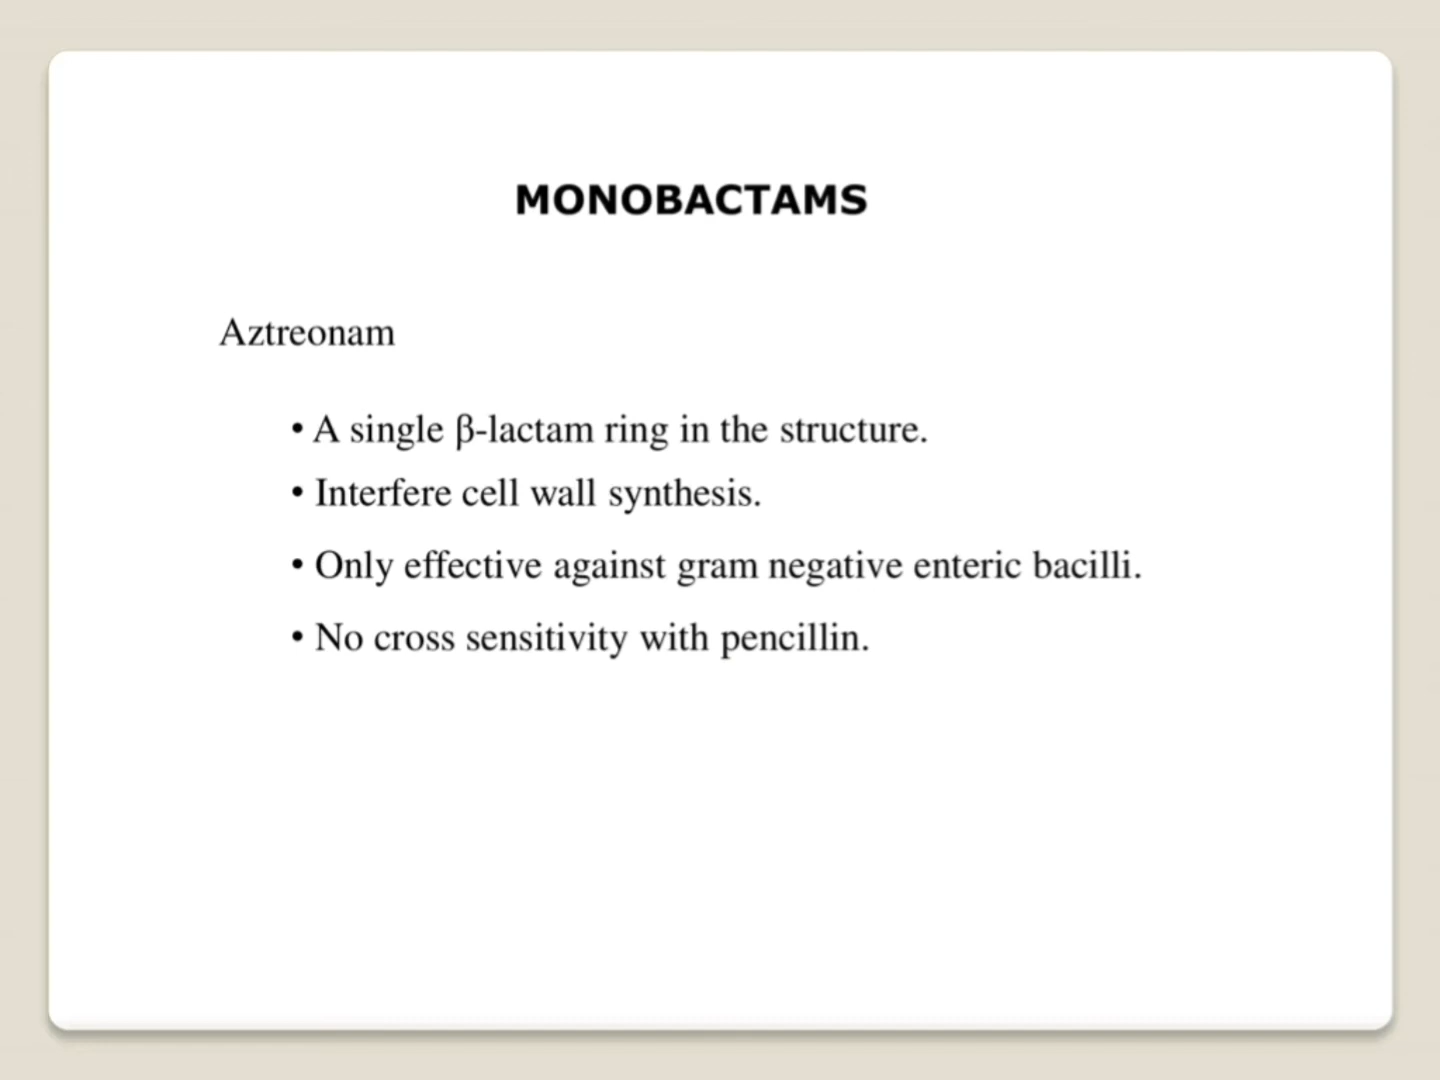 MONOBACTAMS
Aztreonam
• A single β-lactam ring in the structure.
• Interfere cell wall synthesis.
• Only effective against gram negative enteric bacilli.
• No cross sensitivity with pencillin.